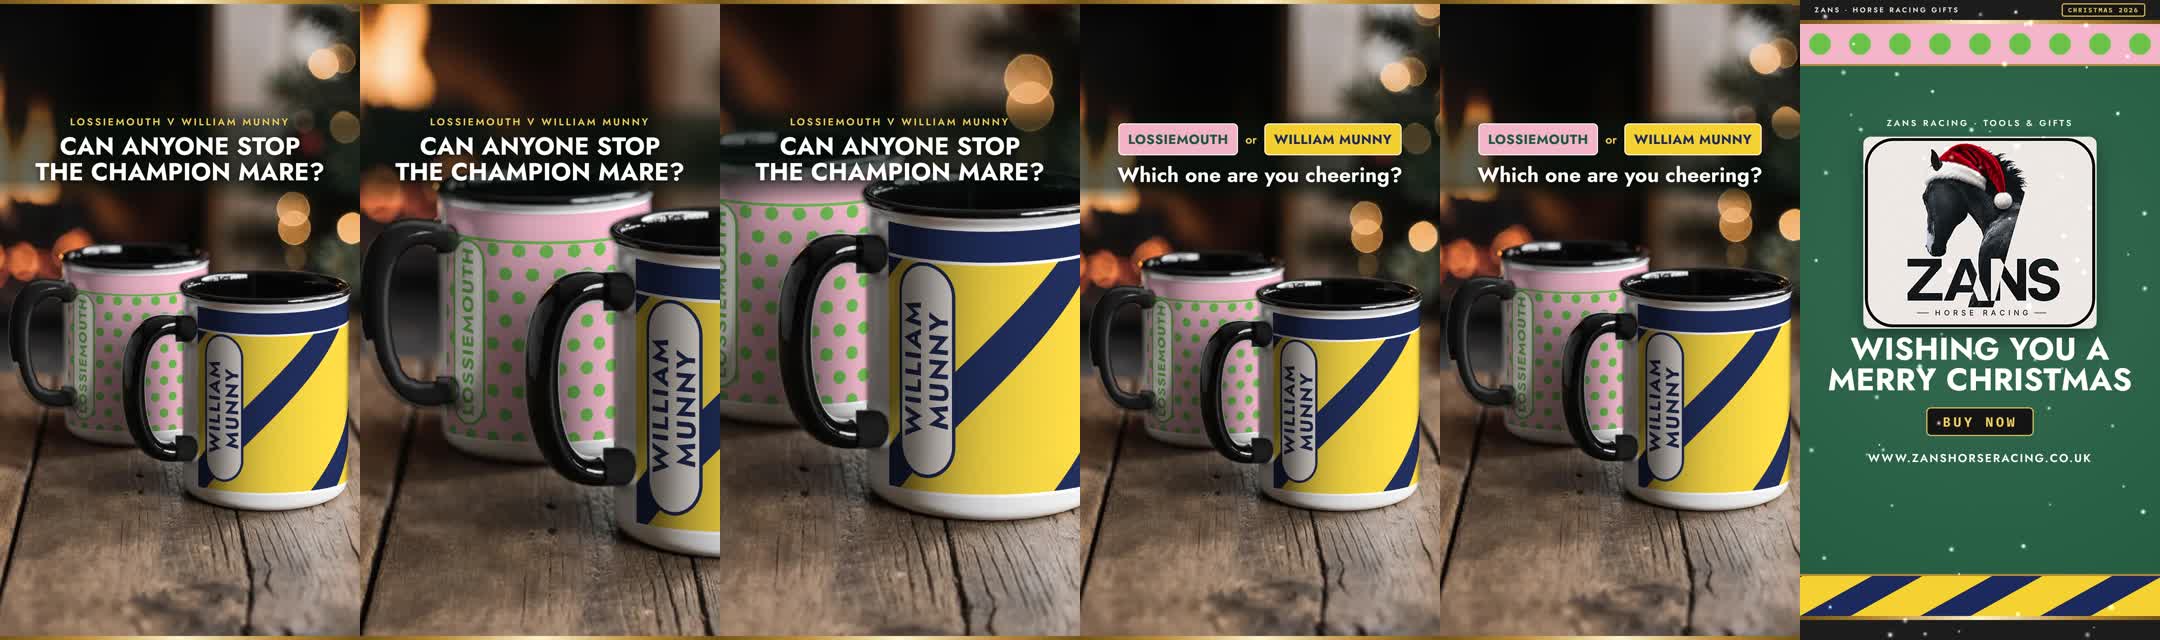 LOSSIEMOUTH V WILLIAM MUNNY
CAN ANYONE STOP
THE CHAMPION MARE?
LOSSIEMOUTH
WILLIAM
MUNNY
LOSSIEMOUTH V WILLIAM MUNNY
CAN ANYONE STOP
THE CHAMPION MARE?
LOSSIEMOUTH
WILLIAM
MUNNY
LOSSIEMOUTH V WILLIAM MUNNY
CAN ANYONE STOP
THE CHAMPION MARE?
LOSSIEMOUTH
WILLIAM
MUNNY
LOSSIEMOUTH or WILLIAM MUNNY
Which one are you cheering?
LOSSIEMOUTH
WILLIAM
MUNNY
LOSSIEMOUTH or WILLIAM MUNNY
Which one are you cheering?
LOSSIEMOUTH
WILLIAM
MUNNY
ZANS · HORSE RACING GIFTS
CHRISTMAS 2026
ZANS RACING · TOOLS & GIFTS
ZANS
HORSE RACING
WISHING YOU A
MERRY CHRISTMAS
BUY NOW
WWW.ZANSHORSERACING.CO.UK